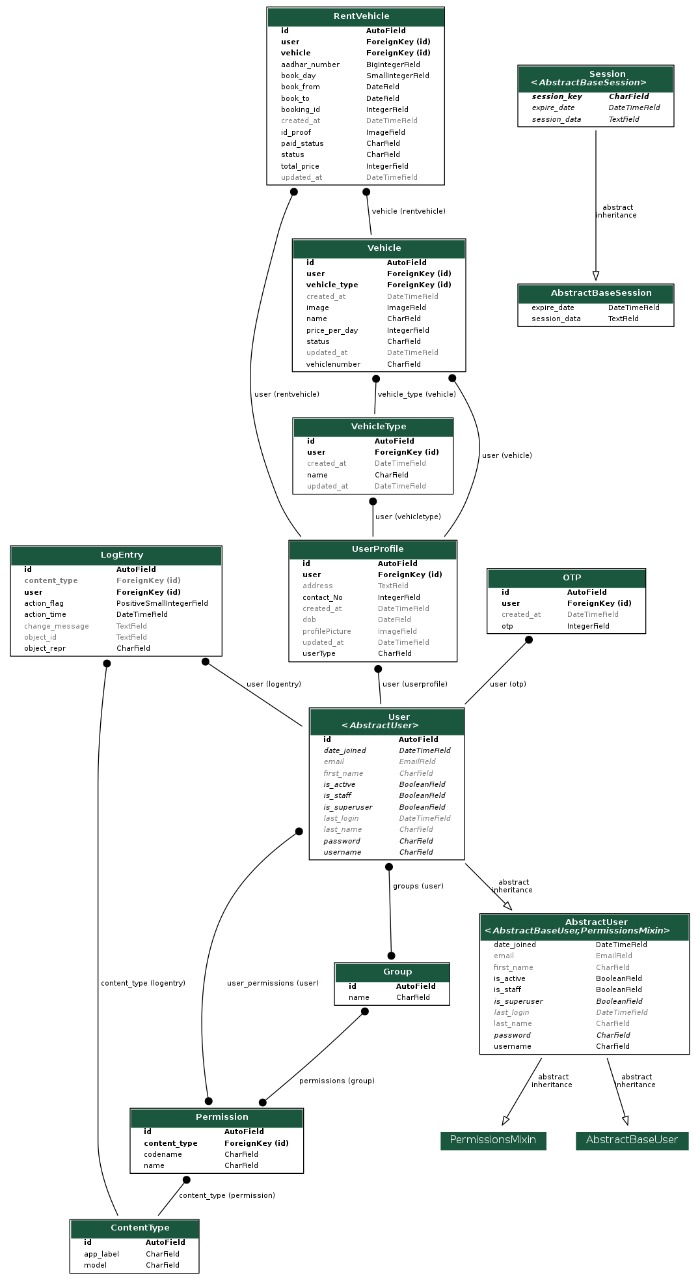 RentVehicle
id AutoField
user ForeignKey (id)
vehicle ForeignKey (id)
aadhar_number BigIntegerField
book_day SmallIntegerField
book_from DateField
book_to DateField
booking_id IntegerField
created_at DateTimeField
id_proof ImageField
paid_status CharField
status CharField
total_price IntegerField
updated_at DateTimeField
Session
<AbstractBaseSession>
session_key CharField
expire_date DateTimeField
session_data TextField
vehicle (rentvehicle)
abstract
inheritance
Vehicle
id AutoField
user ForeignKey (id)
vehicle_type ForeignKey (id)
created_at DateTimeField
image ImageField
name CharField
price_per_day IntegerField
status CharField
updated_at DateTimeField
vehiclenumber CharField
AbstractBaseSession
expire_date DateTimeField
session_data TextField
user (rentvehicle)
vehicle_type (vehicle)
user (vehicle)
VehicleType
id AutoField
user ForeignKey (id)
created_at DateTimeField
name CharField
updated_at DateTimeField
user (vehicletype)
LogEntry
id AutoField
content_type ForeignKey (id)
user ForeignKey (id)
action_flag PositiveSmallIntegerField
action_time DateTimeField
change_message TextField
object_id TextField
object_repr CharField
UserProfile
id AutoField
user ForeignKey (id)
address TextField
contact_No IntegerField
created_at DateTimeField
dob DateField
profilePicture ImageField
updated_at DateTimeField
userType CharField
OTP
id AutoField
user ForeignKey (id)
created_at DateTimeField
otp IntegerField
user (logentry)
user (userprofile)
user (otp)
User
<AbstractUser>
id AutoField
date_joined DateTimeField
email EmailField
first_name CharField
is_active BooleanField
is_staff BooleanField
is_superuser BooleanField
last_login DateTimeField
last_name CharField
password CharField
username CharField
groups (user)
abstract
inheritance
AbstractUser
<AbstractBaseUser,PermissionsMixin>
date_joined DateTimeField
email EmailField
first_name CharField
is_active BooleanField
is_staff BooleanField
is_superuser BooleanField
last_login DateTimeField
last_name CharField
password CharField
username CharField
content_type (logentry)
user_permissions (user)
Group
id AutoField
name CharField
permissions (group)
abstract
inheritance
abstract
inheritance
Permission
id AutoField
content_type ForeignKey (id)
codename CharField
name CharField
PermissionsMixin
AbstractBaseUser
content_type (permission)
ContentType
id AutoField
app_label CharField
model CharField